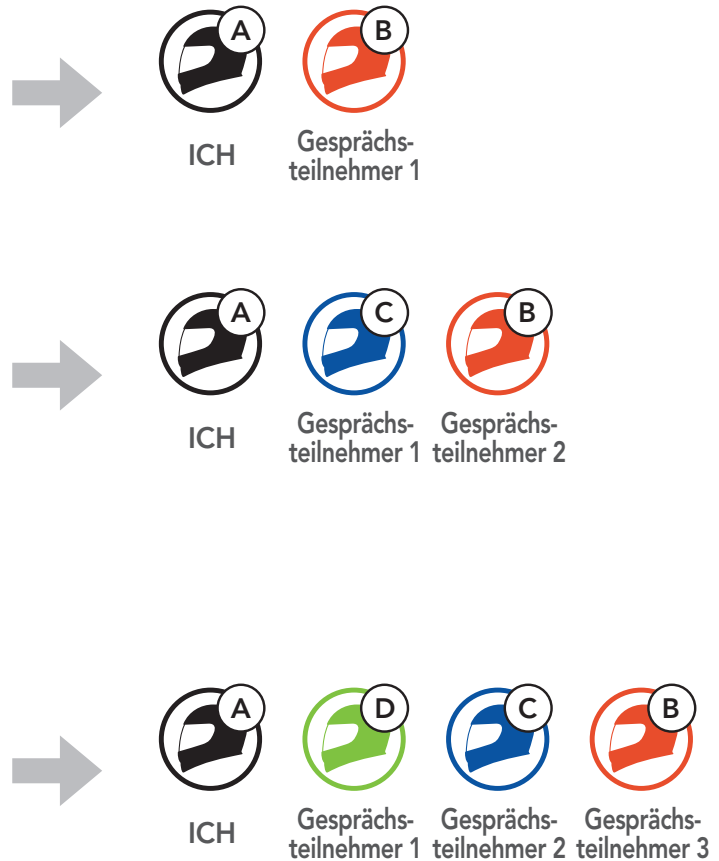 A B
ICH Gesprächs-
teilnehmer 1
A C B
ICH Gesprächs- Gesprächs-
teilnehmer 1 teilnehmer 2
A D C B
ICH Gesprächs- Gesprächs- Gesprächs-
teilnehmer 1 teilnehmer 2 teilnehmer 3